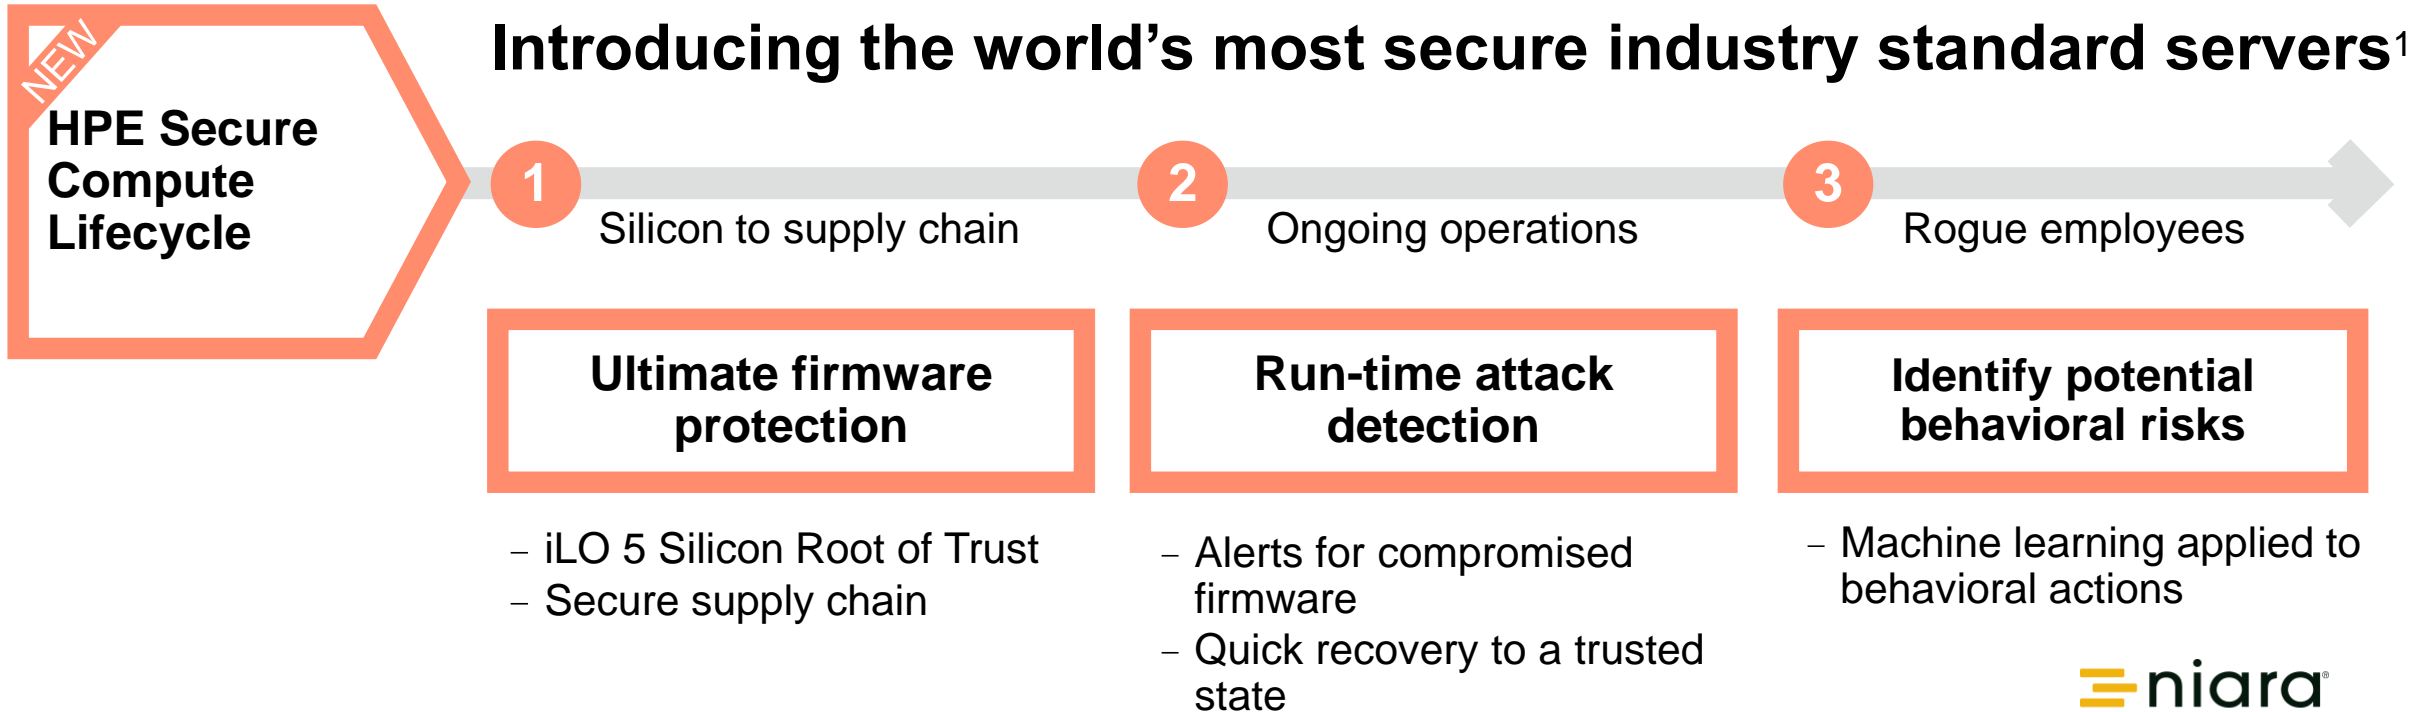 NEW
HPE Secure
Compute
Lifecycle
Introducing the world’s most secure industry standard servers¹
1
Silicon to supply chain
2
Ongoing operations
3
Rogue employees
Ultimate firmware
protection
– iLO 5 Silicon Root of Trust
– Secure supply chain
Run-time attack
detection
– Alerts for compromised
firmware
– Quick recovery to a trusted
state
Identify potential
behavioral risks
– Machine learning applied to
behavioral actions
niara®